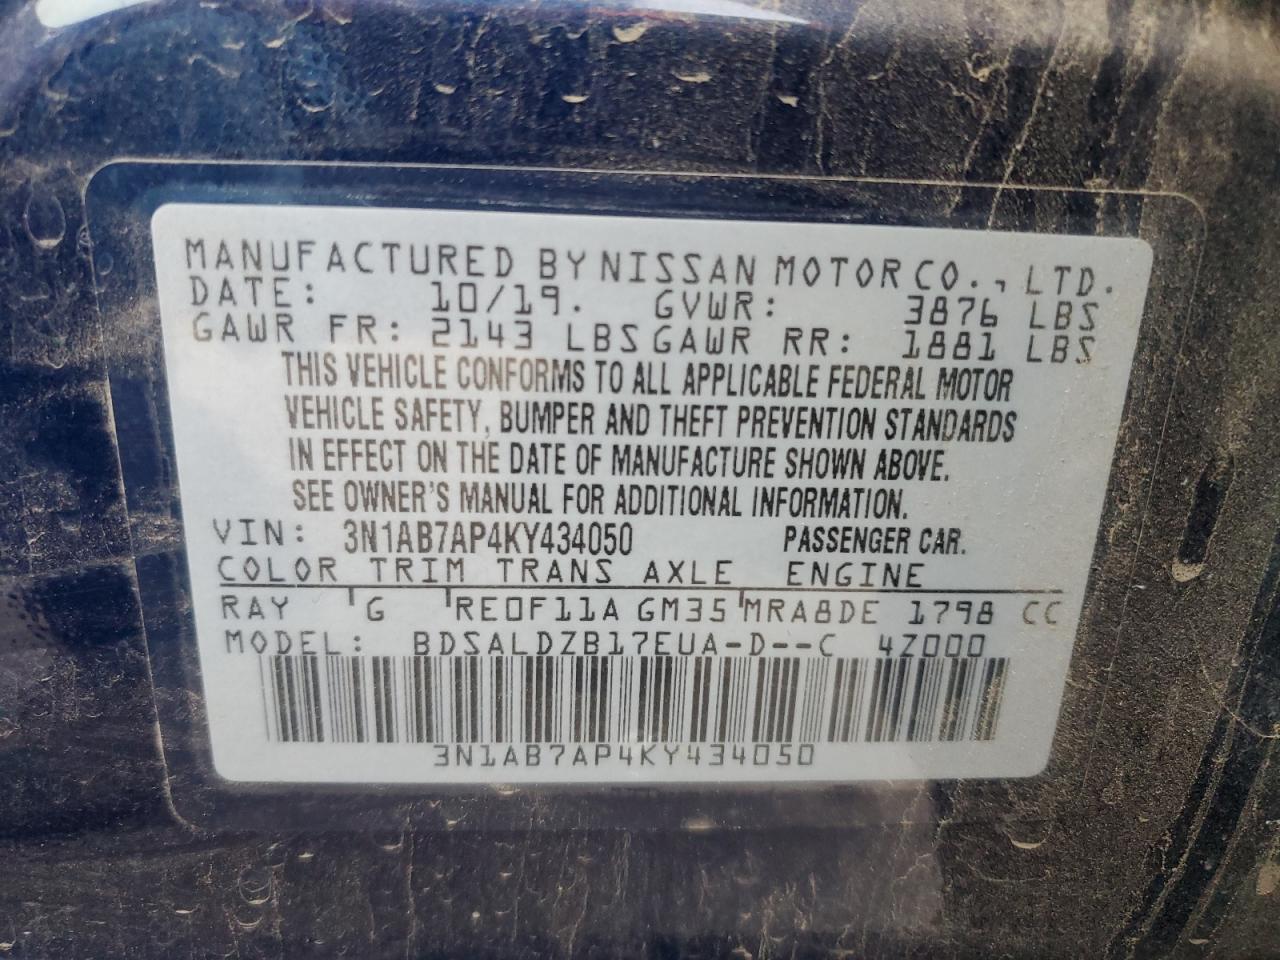 MANUFACTURED BY NISSAN MOTOR CO., LTD.
DATE: 10/19. GVWR: 3876 LBS
GAWR FR: 2143 LBS GAWR RR: 1881 LBS
THIS VEHICLE CONFORMS TO ALL APPLICABLE FEDERAL MOTOR
VEHICLE SAFETY, BUMPER AND THEFT PREVENTION STANDARDS
IN EFFECT ON THE DATE OF MANUFACTURE SHOWN ABOVE.
SEE OWNER'S MANUAL FOR ADDITIONAL INFORMATION.
VIN: 3N1AB7AP4KY434050 PASSENGER CAR.
COLOR TRIM TRANS AXLE ENGINE
RAY G RE0F11A GM35 MRA8DE 1798 CC
MODEL: BDSALDZB17EUA-D--C 4Z000
3N1AB7AP4KY434050